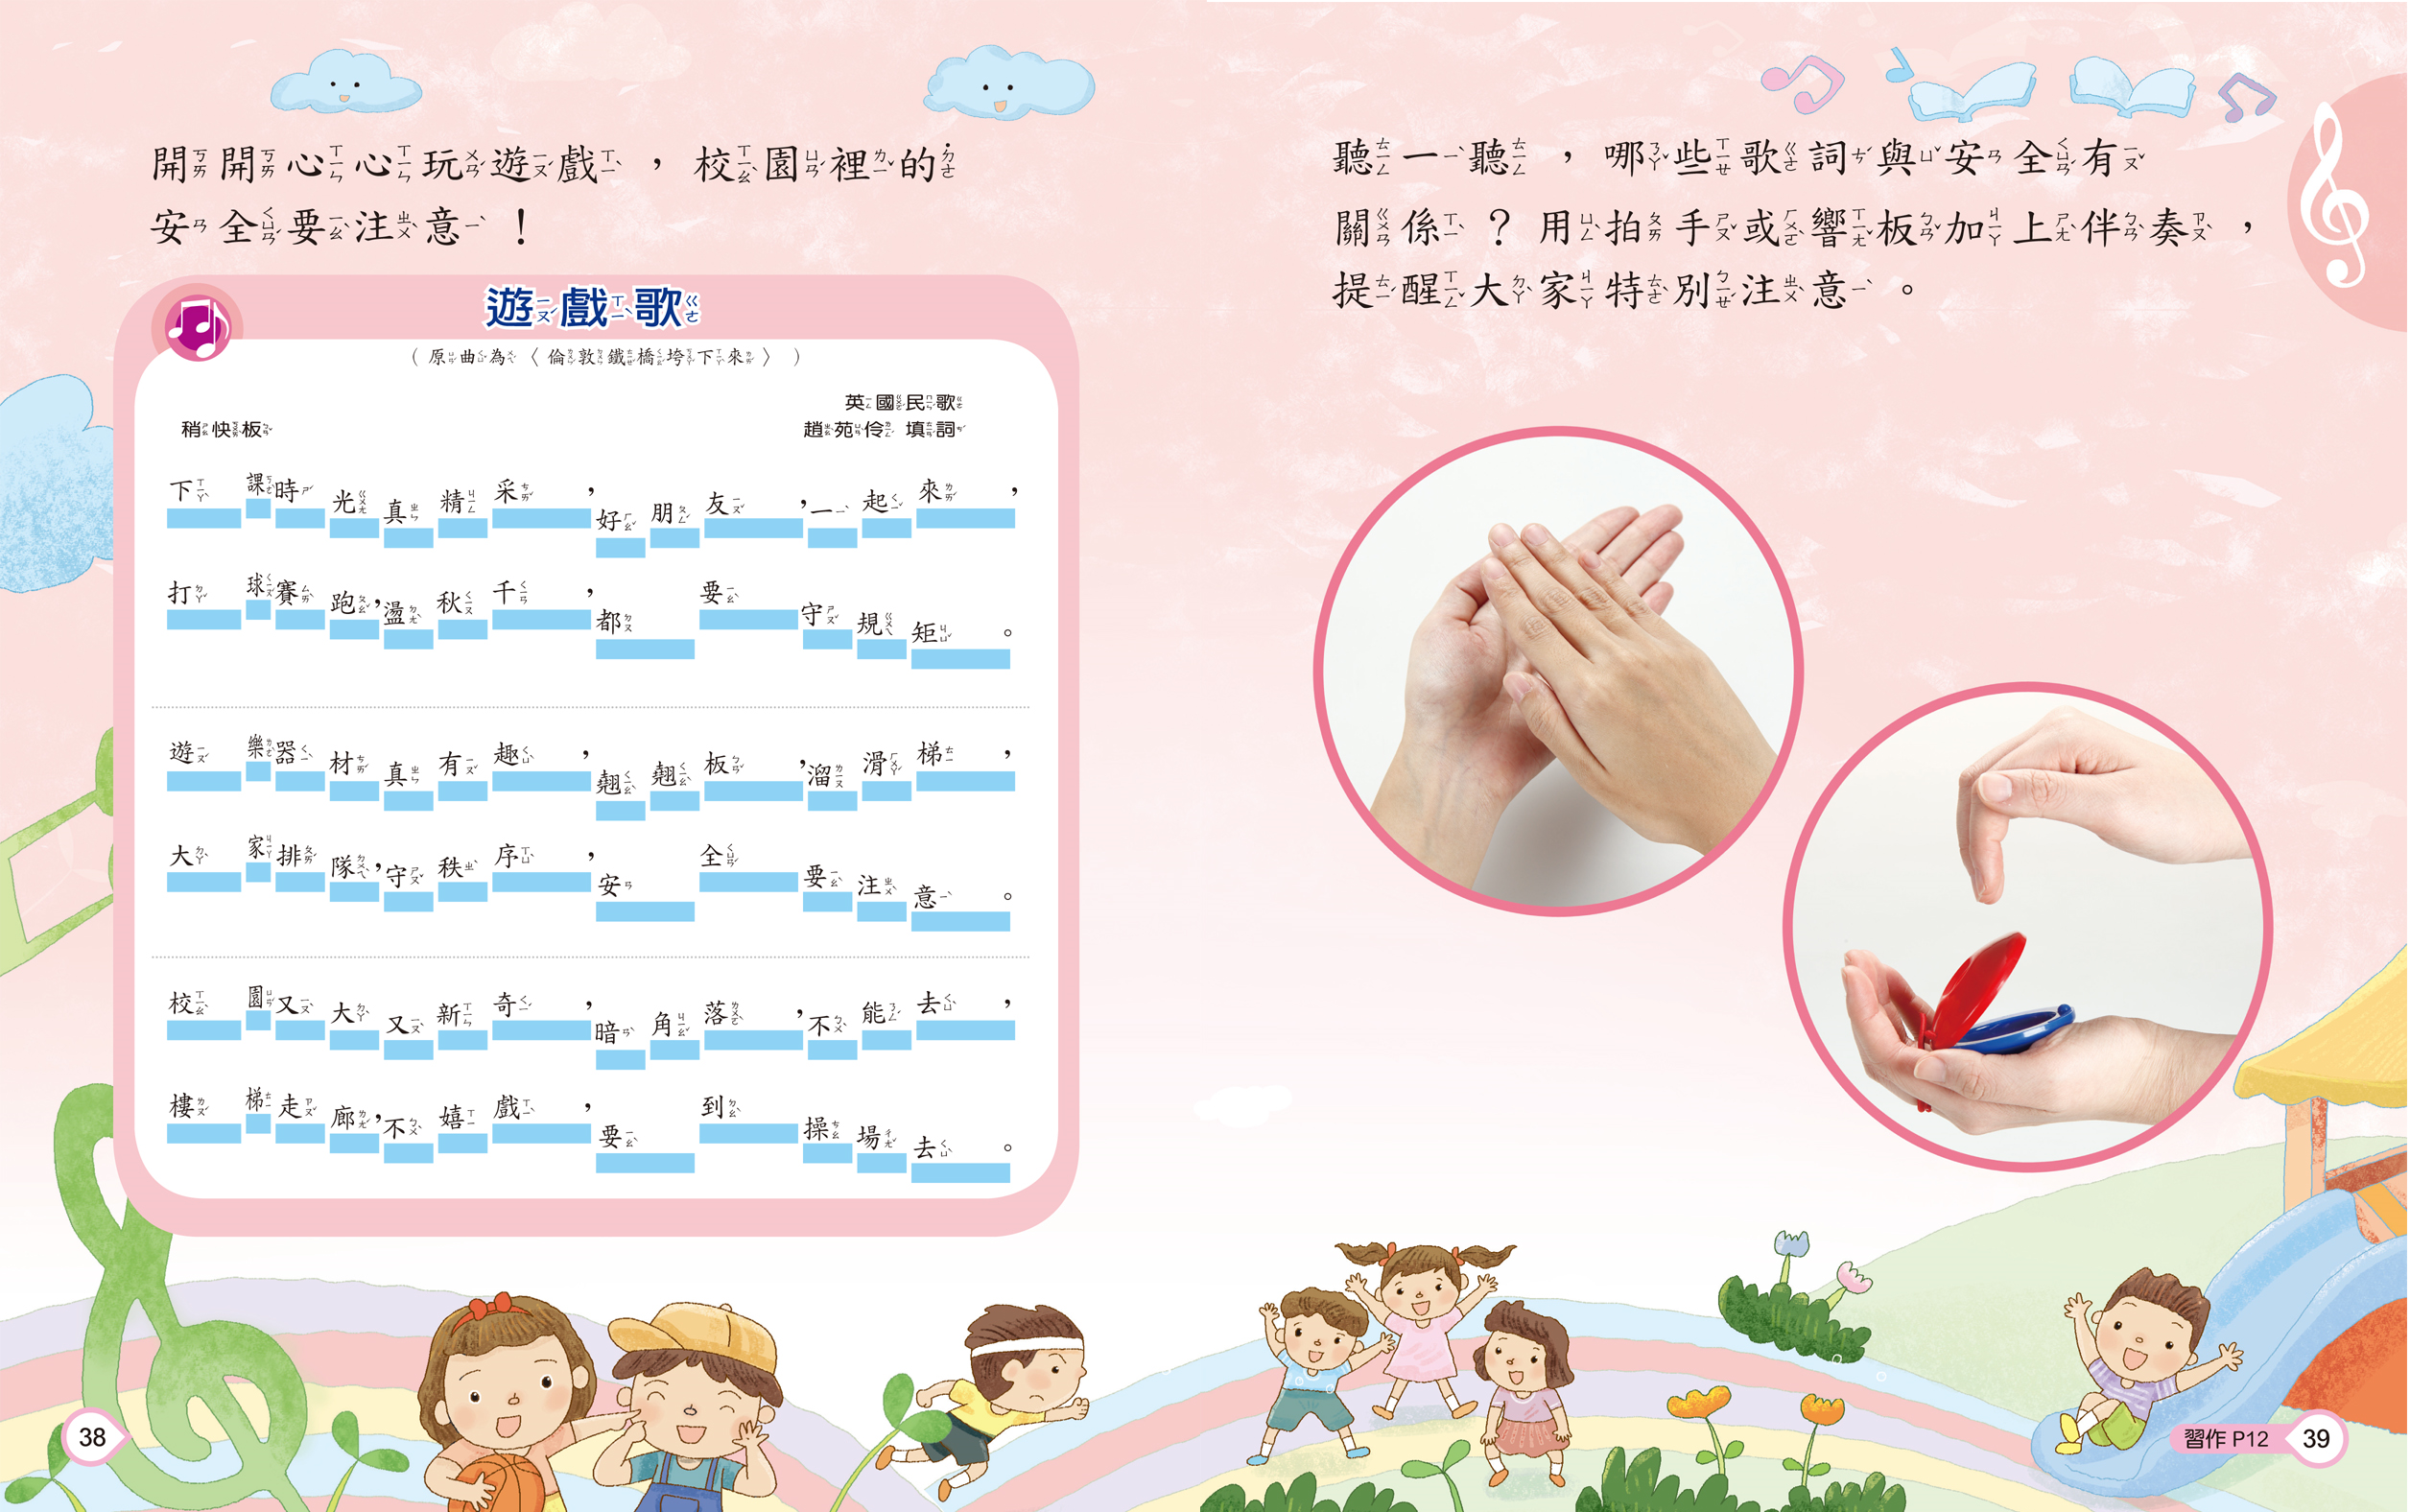 開開心心玩遊戲，校園裡的
安全要注意！
遊戲歌
（原曲為〈倫敦鐵橋垮下來〉）
英國民歌
稍快板 趙苑伶 填詞
下課時光真精采，好朋友，一起來，
打球賽跑，盪秋千，都要守規矩。
遊樂器材真有趣，翹翹板，溜滑梯，
大家排隊，守秩序，安全要注意。
校園又大又新奇，暗角落，不能去，
樓梯走廊，不嬉戲，要到操場去。
38
聽一聽，哪些歌詞與安全有
關係？用拍手或響板加上伴奏，
提醒大家特別注意。
習作 P12 39